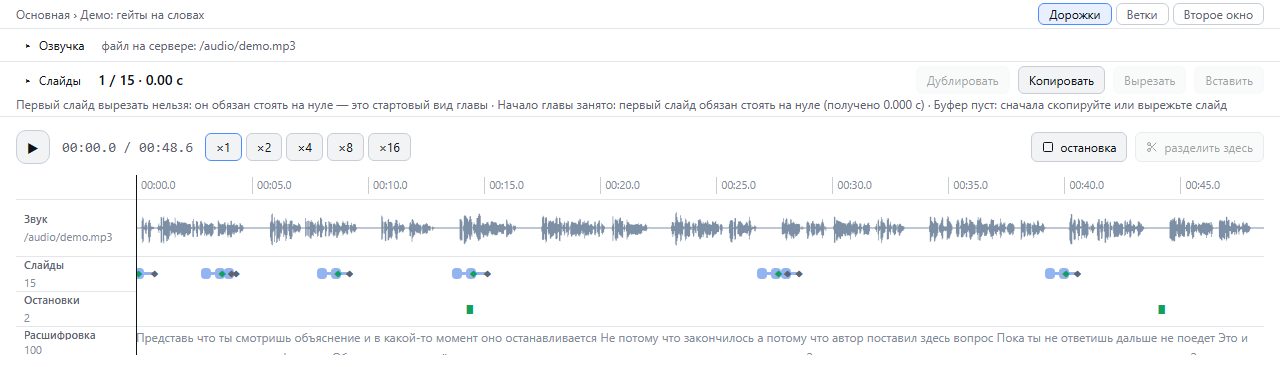 Основная › Демо: гейты на словах
Дорожки
Ветки
Второе окно
Озвучка файл на сервере: /audio/demo.mp3
Слайды 1 / 15 · 0.00 с
Дублировать
Копировать
Вырезать
Вставить
Первый слайд вырезать нельзя: он обязан стоять на нуле — это стартовый вид главы · Начало главы занято: первый слайд обязан стоять на нуле (получено 0.000 с) · Буфер пуст: сначала скопируйте или вырежьте слайд
00:00.0 / 00:48.6
×1
×2
×4
×8
×16
остановка
разделить здесь
00:00.0 00:05.0 00:10.0 00:15.0 00:20.0 00:25.0 00:30.0 00:35.0 00:40.0 00:45.0
Звук
/audio/demo.mp3
Слайды
15
Остановки
2
Расшифровка
100
Представь что ты смотришь объяснение и в какой-то момент оно останавливается Не потому что закончилось а потому что автор поставил здесь вопрос Пока ты не ответишь дальше не поедет Это и